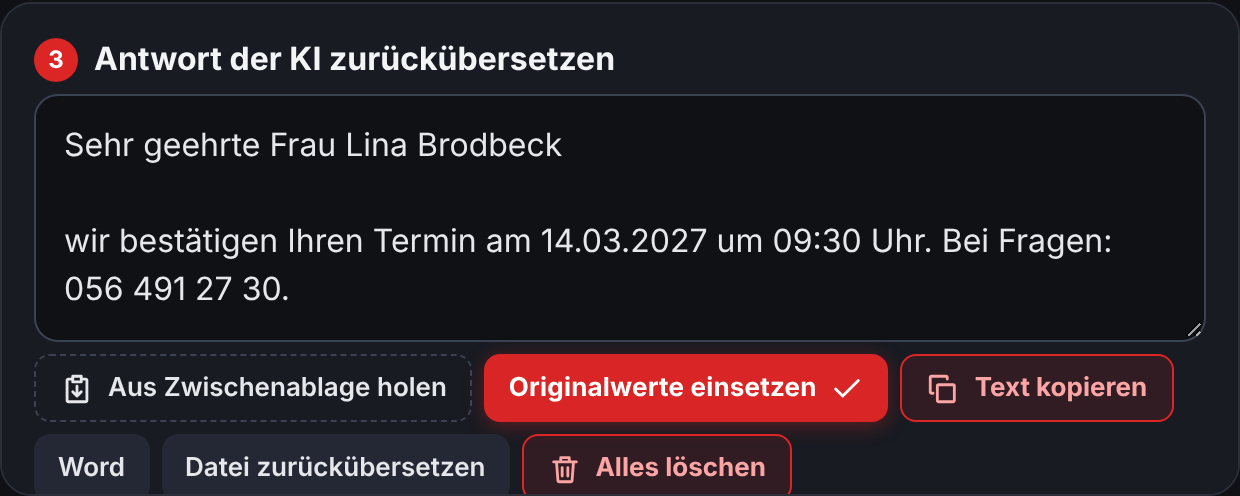 3 Antwort der KI zurückübersetzen
Sehr geehrte Frau Lina Brodbeck
wir bestätigen Ihren Termin am 14.03.2027 um 09:30 Uhr. Bei Fragen:
056 491 27 30.
Aus Zwischenablage holen Originalwerte einsetzen Text kopieren
Word Datei zurückübersetzen Alles löschen